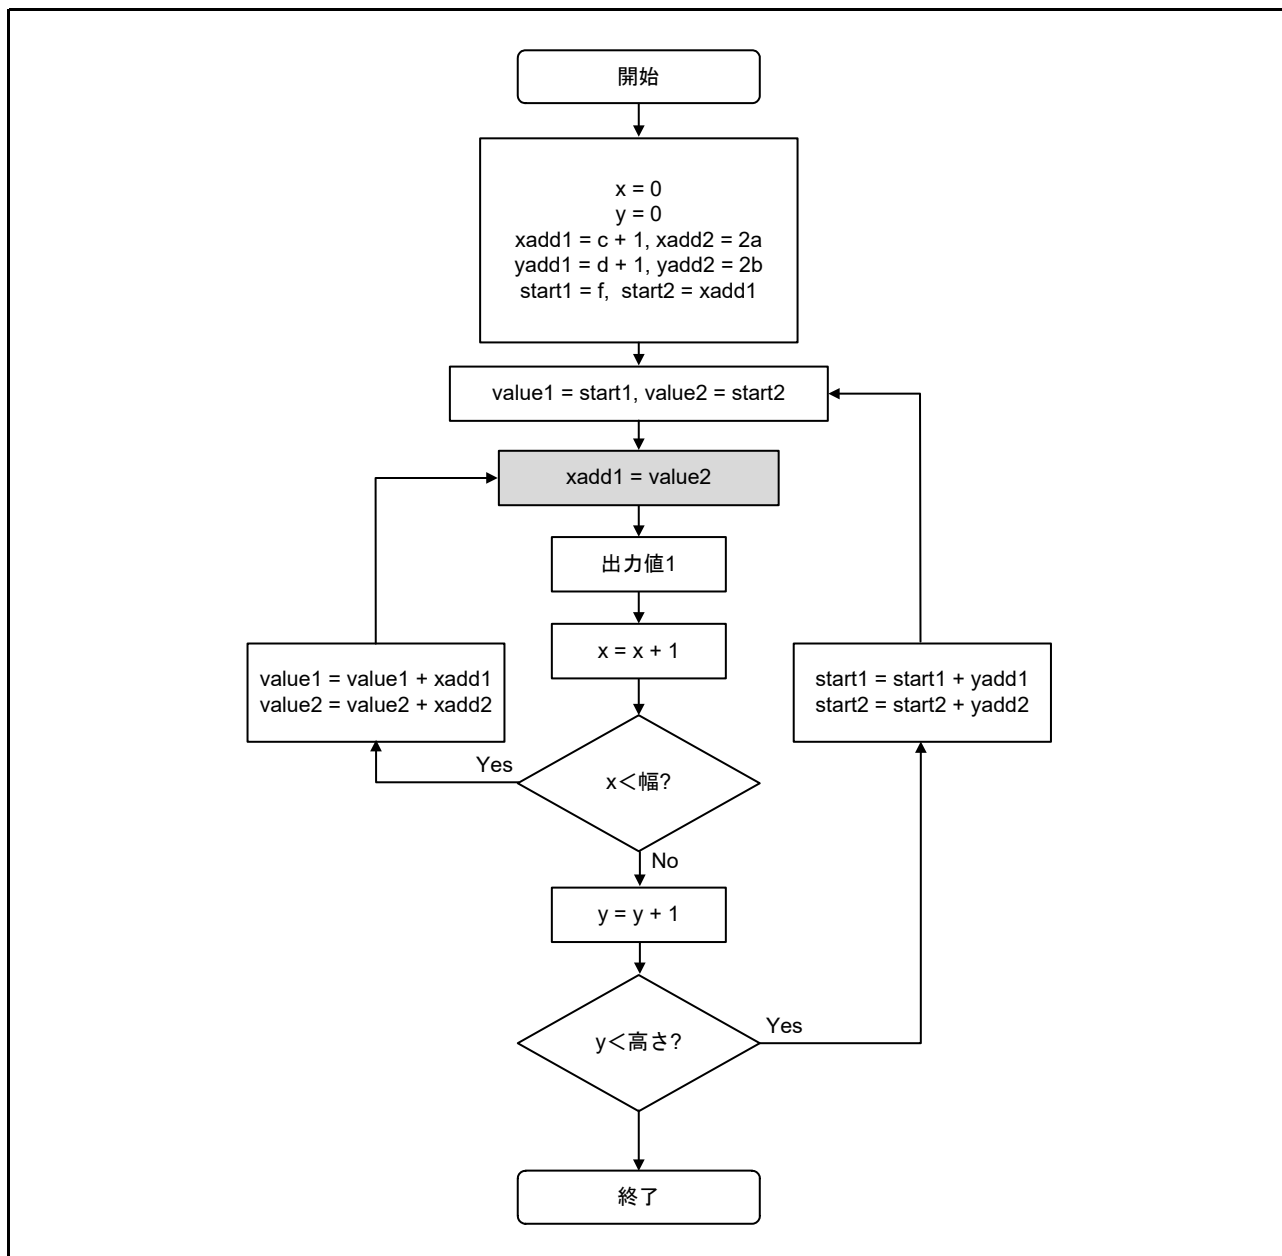 開始
x = 0
y = 0
xadd1 = c + 1, xadd2 = 2a
yadd1 = d + 1, yadd2 = 2b
start1 = f, start2 = xadd1
value1 = start1, value2 = start2
xadd1 = value2
出力値1
x = x + 1
value1 = value1 + xadd1
value2 = value2 + xadd2
start1 = start1 + yadd1
start2 = start2 + yadd2
Yes
x＜幅?
No
y = y + 1
y＜高さ?
Yes
終了